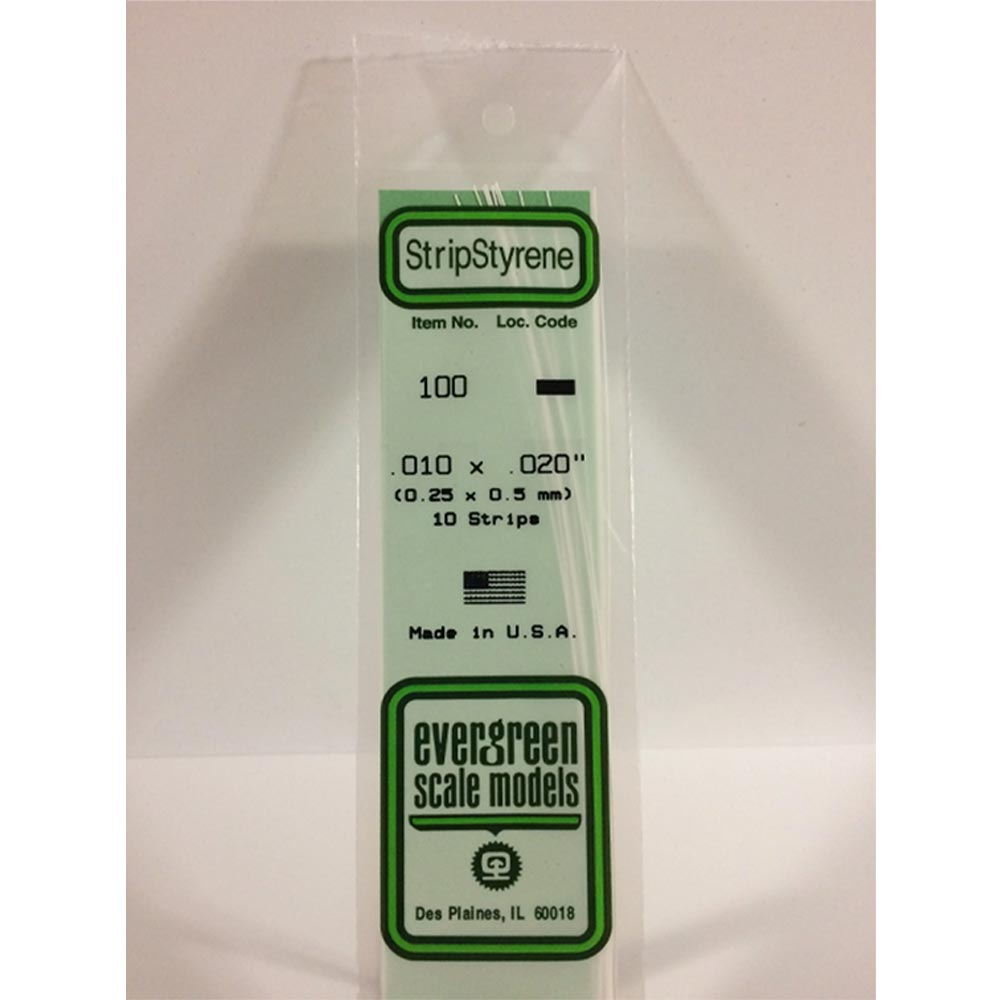 StripStyrene
Item No. Loc. Code
100
.010 x .020"
(0.25 x 0.5 mm)
10 Strips
Made in U.S.A.
evergreen
scale models
Des Plaines, IL 60018